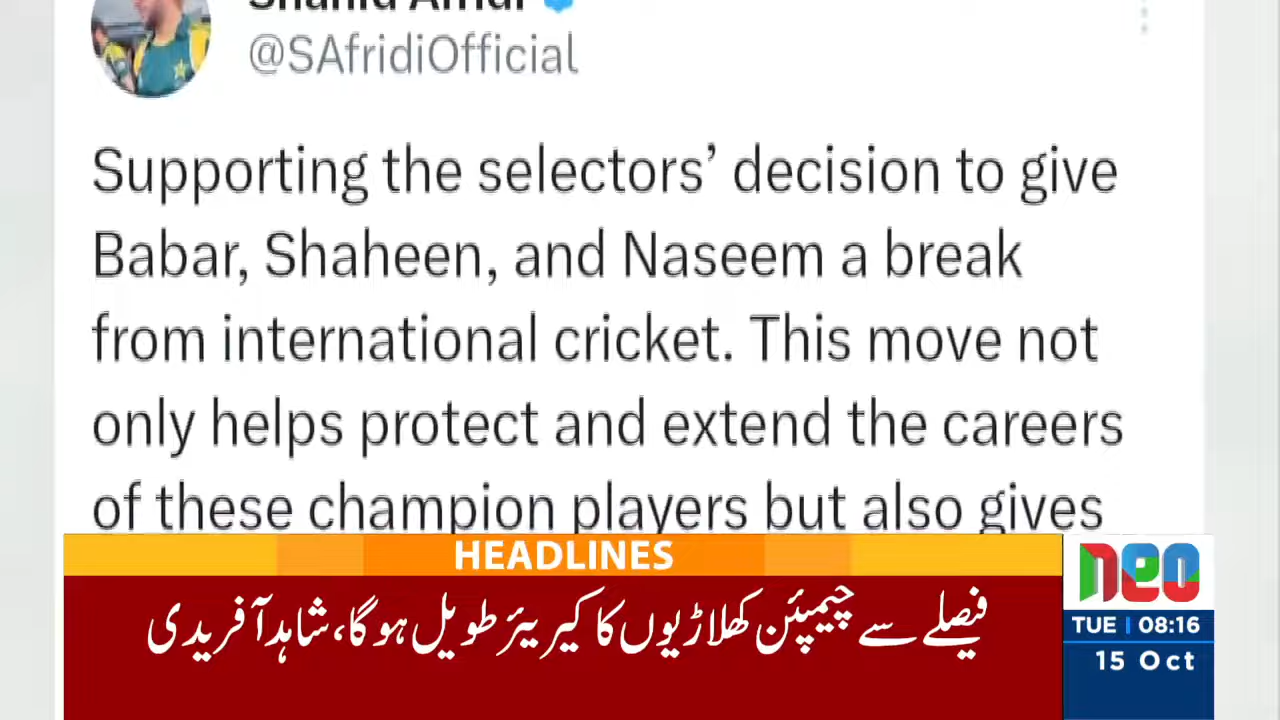 Shahid Afridi
@SAfridiOfficial
Supporting the selectors’ decision to give
Babar, Shaheen, and Naseem a break
from international cricket. This move not
only helps protect and extend the careers
of these champion players but also gives
HEADLINES
فیصلے سے چیمپئن کھلاڑیوں کا کیریئر طویل ہوگا، شاہد آفریدی
neo
TUE | 08:16
15 Oct